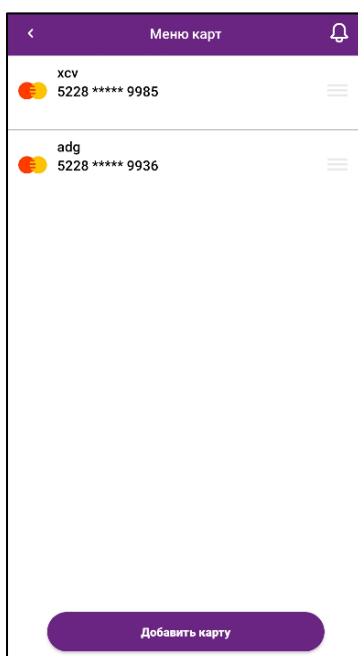 Меню карт
xcv
5228 ***** 9985
adg
5228 ***** 9936
Добавить карту